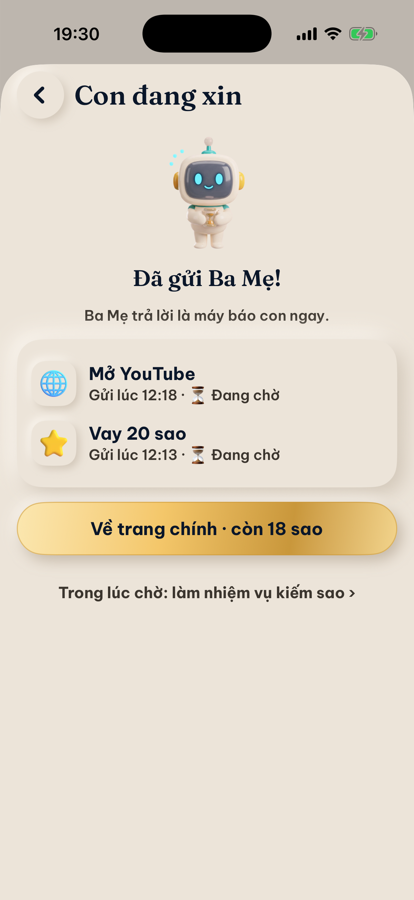 19:30
Con đang xin
Đã gửi Ba Mẹ!
Ba Mẹ trả lời là máy báo con ngay.
Mở YouTube
Gửi lúc 12:18 · ⏳ Đang chờ
Vay 20 sao
Gửi lúc 12:13 · ⏳ Đang chờ
Về trang chính · còn 18 sao
Trong lúc chờ: làm nhiệm vụ kiếm sao ›